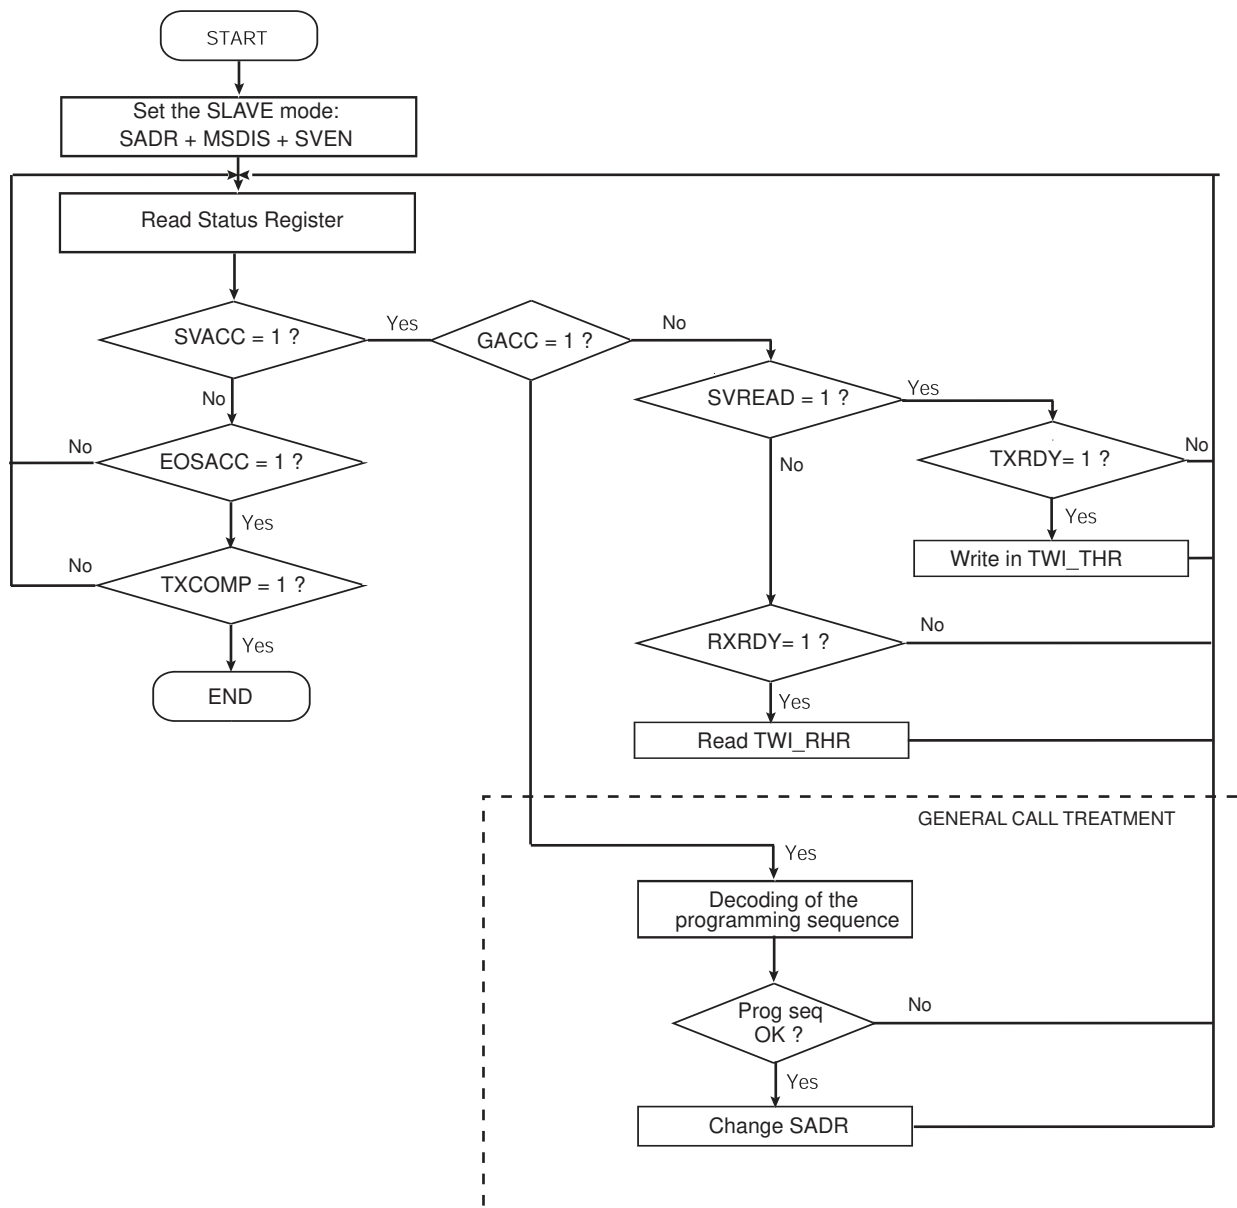 START
Set the SLAVE mode:
SADR + MSDIS + SVEN
Read Status Register
SVACC = 1 ?
Yes
GACC = 1 ?
No
SVREAD = 1 ?
Yes
No
EOSACC = 1 ?
No
TXRDY= 1 ?
No
No
Yes
Yes
Write in TWI_THR
TXCOMP = 1 ?
No
RXRDY= 1 ?
No
Yes
END
Yes
Read TWI_RHR
GENERAL CALL TREATMENT
Yes
Decoding of the
programming sequence
Prog seq
OK ?
No
Yes
Change SADR